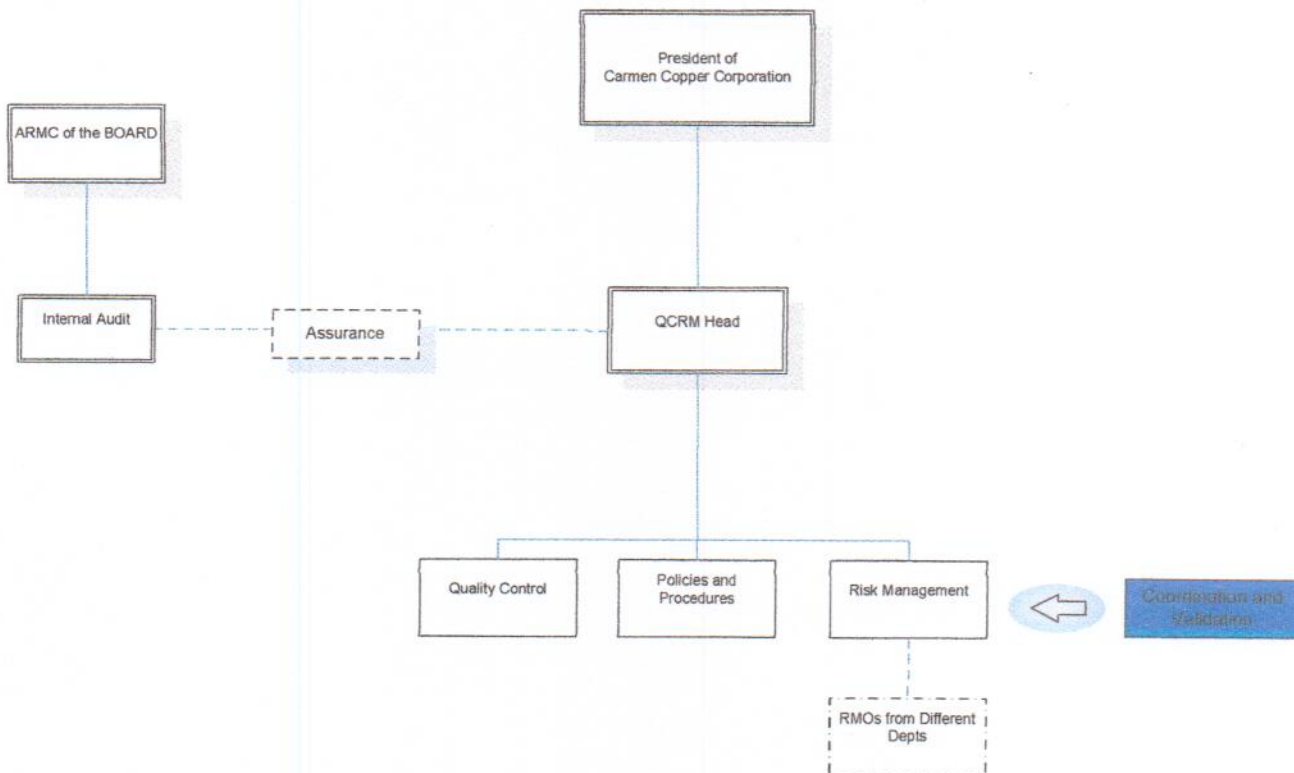 President of
Carmen Copper Corporation
ARMC of the BOARD
Internal Audit
Assurance
QCRM Head
Quality Control
Policies and
Procedures
Risk Management
Coordination and
Validation
RMOs from Different
Depts